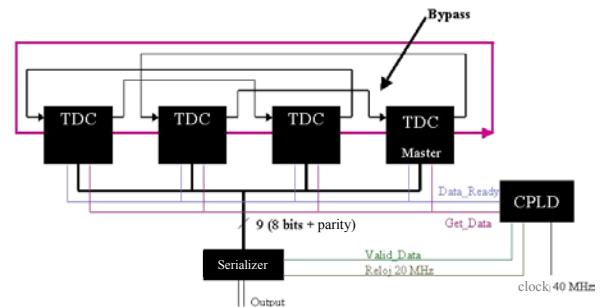 Bypass
TDC
TDC
TDC
TDC
Master
Data_Ready
CPLD
9 (8 bits + parity)
Get_Data
Valid_Data
Serializer
Reloj 20 MHz
clock 40 MHz
Output